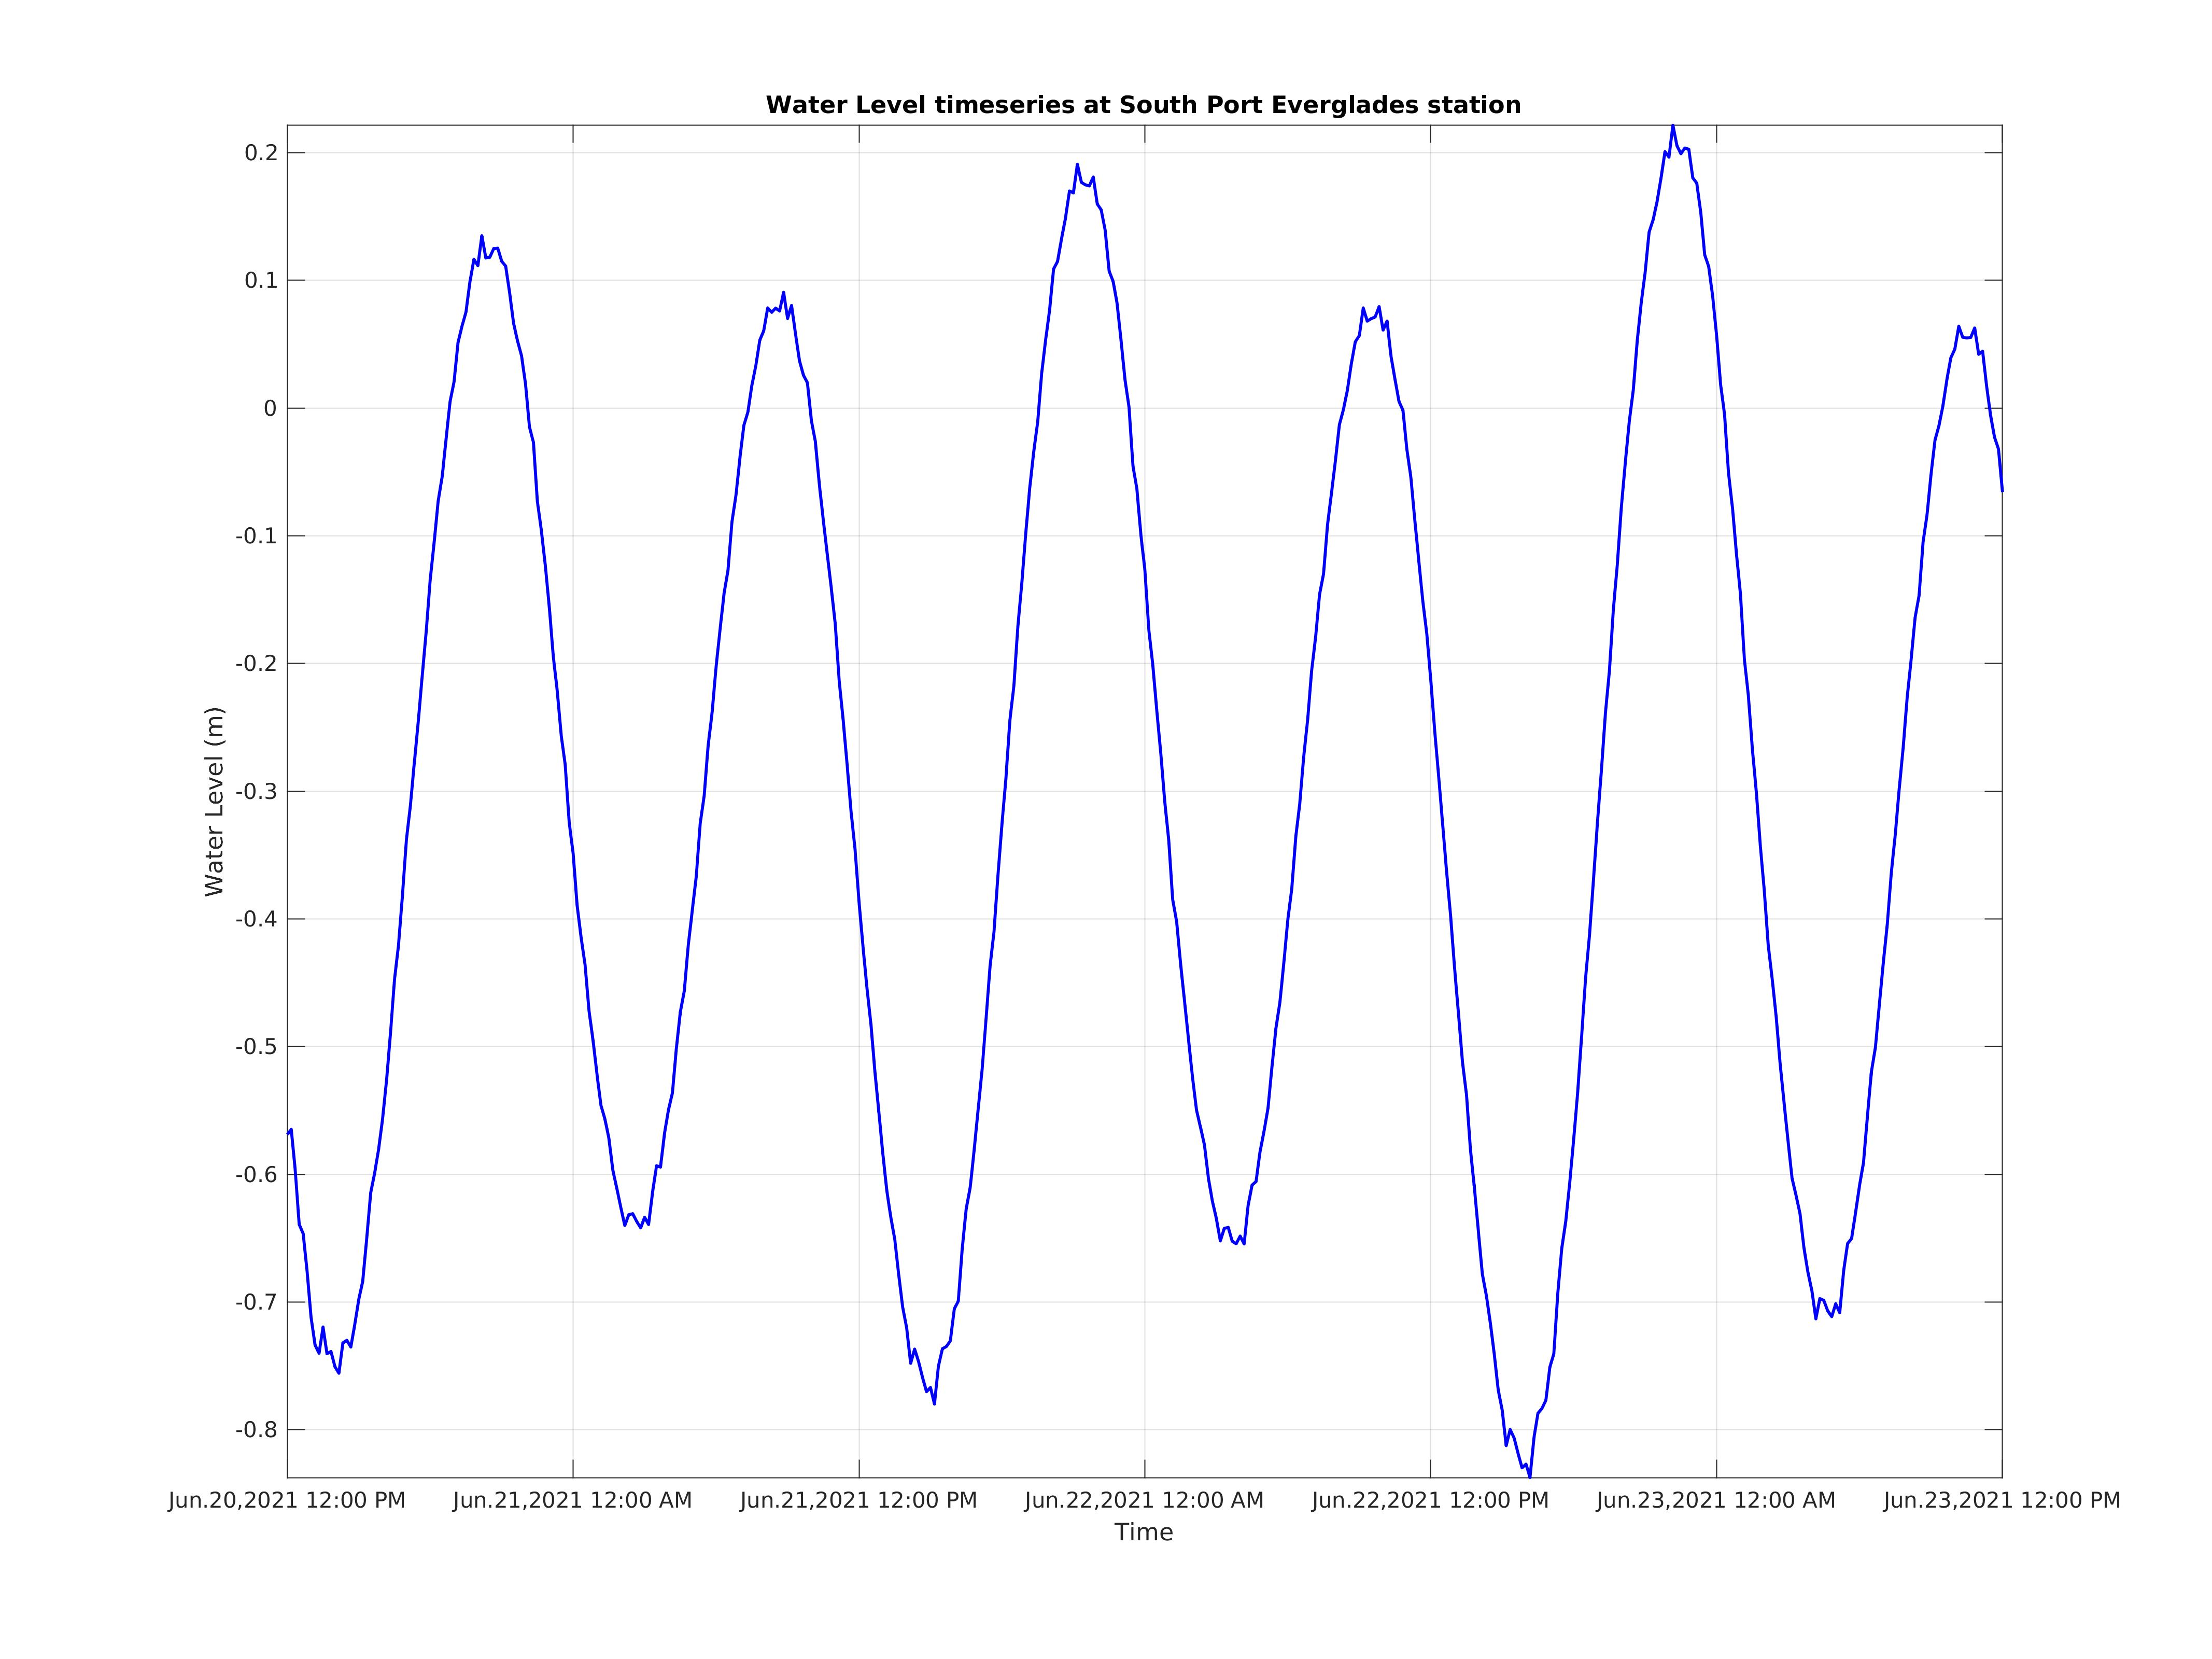 Water Level timeseries at South Port Everglades station
0.2
0.1
0
-0.1
-0.2
-0.3
-0.4
-0.5
-0.6
-0.7
-0.8
Water Level (m)
Jun.20,2021 12:00 PM Jun.21,2021 12:00 AM Jun.21,2021 12:00 PM Jun.22,2021 12:00 AM Jun.22,2021 12:00 PM Jun.23,2021 12:00 AM Jun.23,2021 12:00 PM
Time